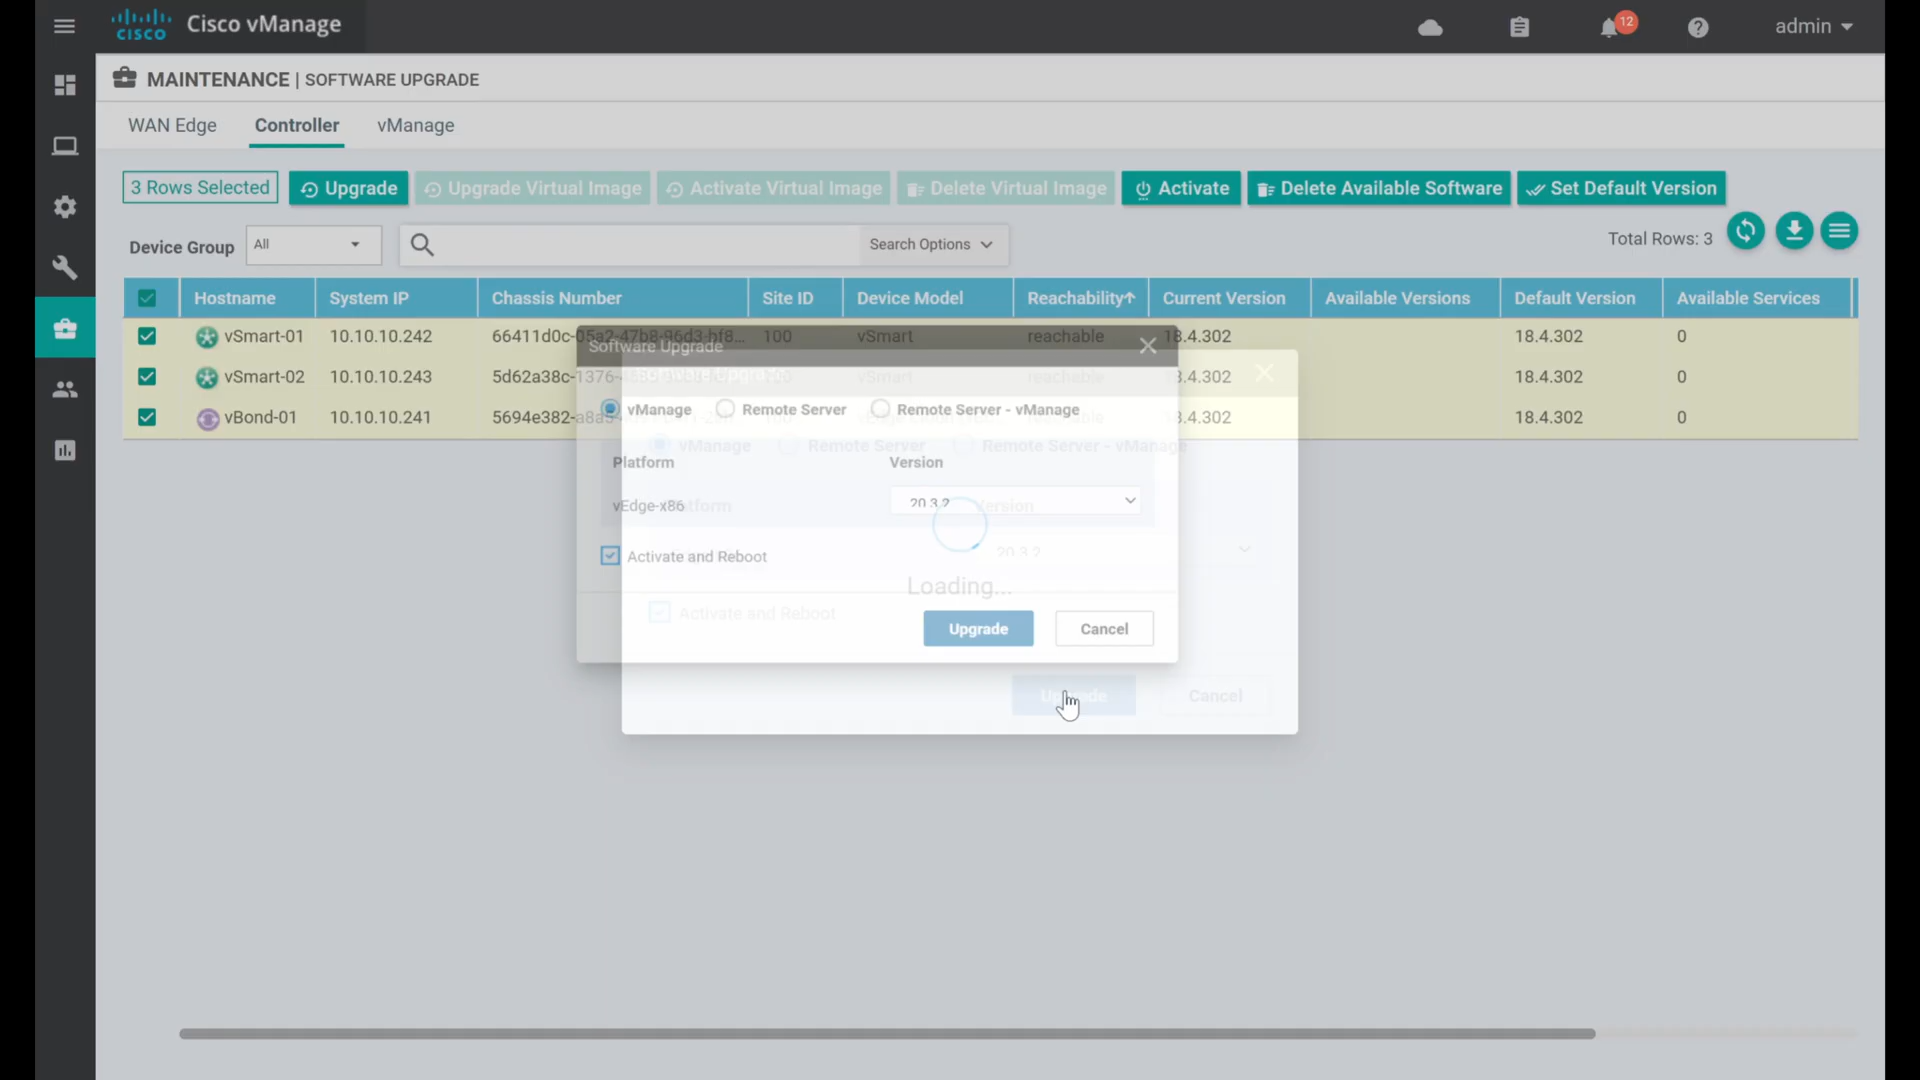 cisco Cisco vManage 12 admin
MAINTENANCE | SOFTWARE UPGRADE
WAN Edge Controller vManage
3 Rows Selected Upgrade Upgrade Virtual Image Activate Virtual Image Delete Virtual Image Activate Delete Available Software Set Default Version
Device Group All Search Options Total Rows: 3
Hostname System IP Chassis Number Site ID Device Model Reachability Current Version Available Versions Default Version Available Services
vSmart-01 10.10.10.242 66411d0c-05a2-47b8-96d3-bf8... 100 vSmart reachable 18.4.302 18.4.302 0
vSmart-02 10.10.10.243 5d62a38c-1376- vSmart reachable 18.4.302 18.4.302 0
vBond-01 10.10.10.241 5694e382-a8a5- 18.4.302 18.4.302 0
Software Upgrade
vManage Remote Server Remote Server - vManage
Platform Version
vEdge-x86 20.3.2
Activate and Reboot
Upgrade Cancel
Software Upgrade
vManage Remote Server Remote Server - vManage
Platform Version
20.3.2
Loading...
Activate and Reboot
Upgrade Cancel